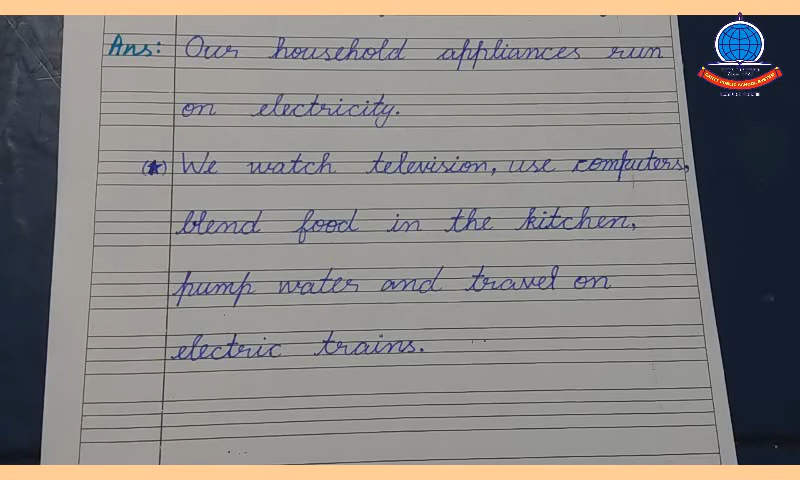 Ans: Our household appliances run
on electricity.
(★) We watch television, use computers,
blend food in the kitchen,
pump water and travel on
electric trains.